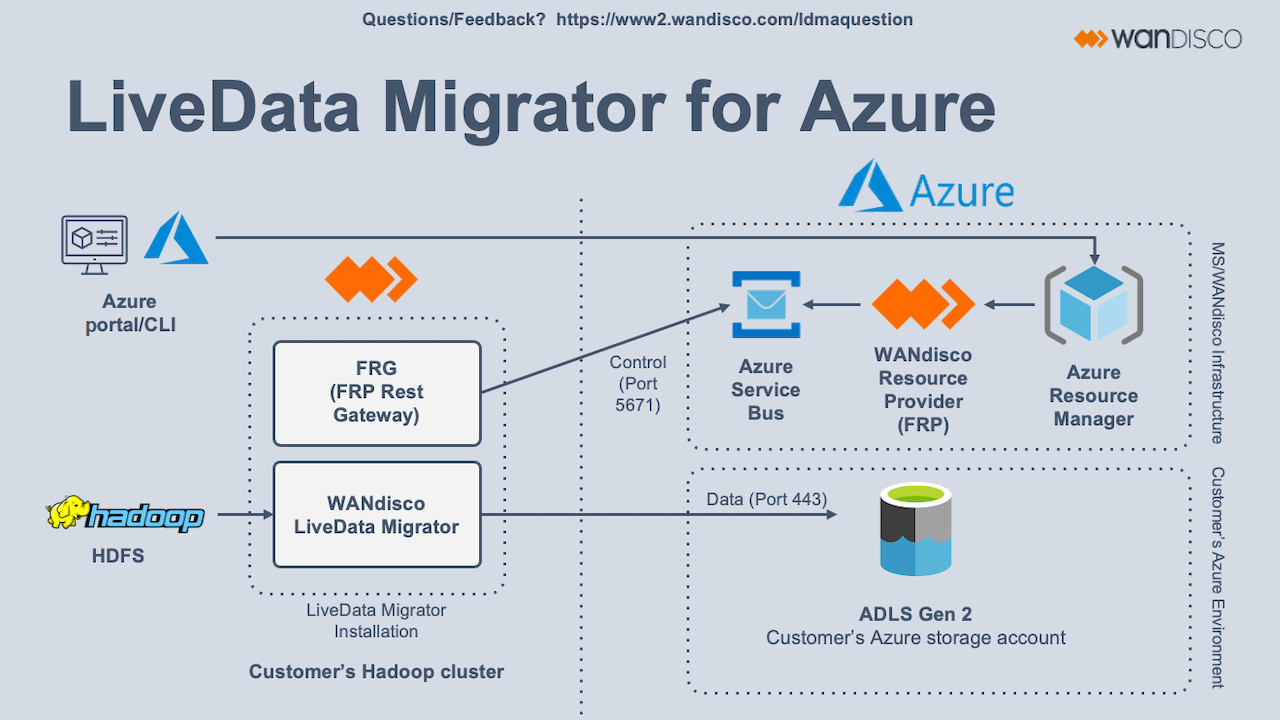 Questions/Feedback? https://www2.wandisco.com/ldmaquestion
WANDISCO
LiveData Migrator for Azure
Azure
Azure
portal/CLI
FRG
(FRP Rest
Gateway)
Control
(Port
5671)
Azure
Service
Bus
WANdisco
Resource
Provider
(FRP)
Azure
Resource
Manager
MS/WANdisco Infrastructure
hadoop
HDFS
WANdisco
LiveData Migrator
Data (Port 443)
ADLS Gen 2
Customer's Azure storage account
Customer's Azure Environment
LiveData Migrator
Installation
Customer's Hadoop cluster